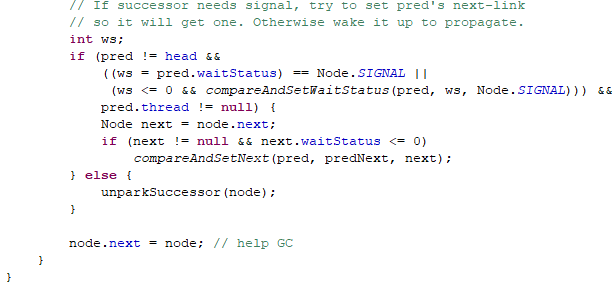 // If successor needs signal, try to set pred's next-link
// so it will get one. Otherwise wake it up to propagate.
int ws;
if (pred != head &&
((ws = pred.waitStatus) == Node.SIGNAL ||
(ws <= 0 && compareAndSetWaitStatus(pred, ws, Node.SIGNAL))) &&
pred.thread != null) {
Node next = node.next;
if (next != null && next.waitStatus <= 0)
compareAndSetNext(pred, predNext, next);
} else {
unparkSuccessor(node);
}
node.next = node; // help GC
}
}